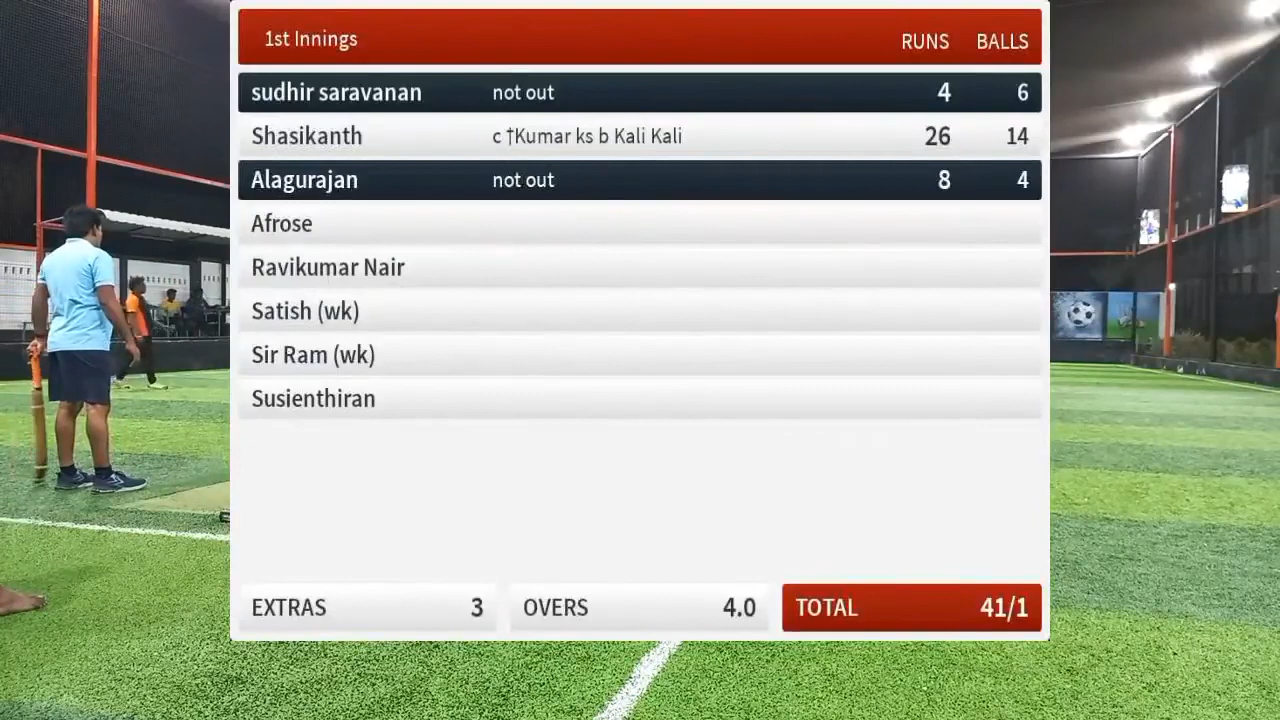 1st Innings RUNS BALLS
sudhir saravanan not out 4 6
Shasikanth c †Kumar ks b Kali Kali 26 14
Alagurajan not out 8 4
Afrose
Ravikumar Nair
Satish (wk)
Sir Ram (wk)
Susienthiran
EXTRAS 3 OVERS 4.0 TOTAL 41/1